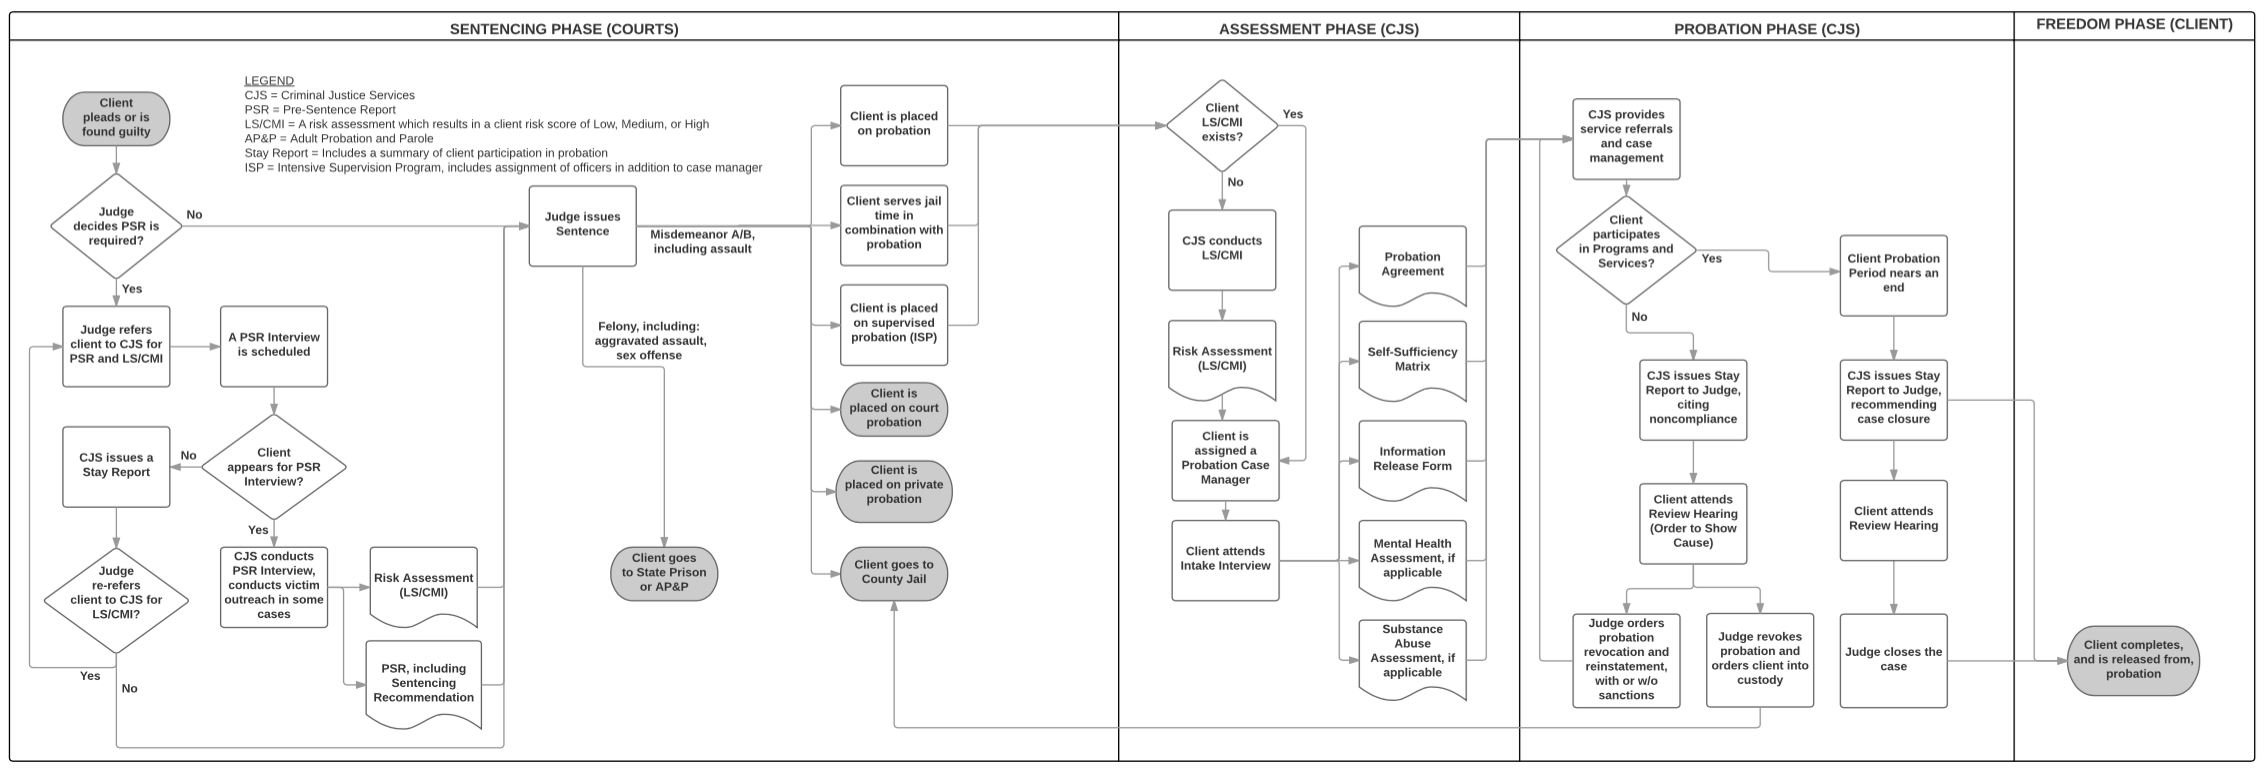 SENTENCING PHASE (COURTS)
ASSESSMENT PHASE (CJS)
PROBATION PHASE (CJS)
FREEDOM PHASE (CLIENT)
LEGEND
CJS = Criminal Justice Services
PSR = Pre-Sentence Report
LS/CMI = A risk assessment which results in a client risk score of Low, Medium, or High
AP&P = Adult Probation and Parole
Stay Report = Includes a summary of client participation in probation
ISP = Intensive Supervision Program, includes assignment of officers in addition to case manager
Client
pleads or is
found guilty
Judge
decides PSR is
required?
No
Yes
Judge refers
client to CJS for
PSR and LS/CMI
A PSR Interview
is scheduled
Client
appears for PSR
Interview?
No
Yes
CJS issues a
Stay Report
Judge
re-refers
client to CJS for
LS/CMI?
Yes
No
CJS conducts
PSR Interview,
conducts victim
outreach in some
cases
Risk Assessment
(LS/CMI)
PSR, including
Sentencing
Recommendation
Judge issues
Sentence
Misdemeanor A/B,
including assault
Felony, including:
aggravated assault,
sex offense
Client goes
to State Prison
or AP&P
Client is placed
on probation
Client serves jail
time in
combination with
probation
Client is placed
on supervised
probation (ISP)
Client is
placed on court
probation
Client is
placed on private
probation
Client goes to
County Jail
Client
LS/CMI
exists?
Yes
No
CJS conducts
LS/CMI
Risk Assessment
(LS/CMI)
Client is
assigned a
Probation Case
Manager
Client attends
Intake Interview
Probation
Agreement
Self-Sufficiency
Matrix
Information
Release Form
Mental Health
Assessment, if
applicable
Substance
Abuse
Assessment, if
applicable
CJS provides
service referrals
and case
management
Client
participates
in Programs and
Services?
Yes
No
CJS issues Stay
Report to Judge,
citing
noncompliance
Client attends
Review Hearing
(Order to Show
Cause)
Judge orders
probation
revocation and
reinstatement,
with or w/o
sanctions
Judge revokes
probation and
orders client into
custody
Client Probation
Period nears an
end
CJS issues Stay
Report to Judge,
recommending
case closure
Client attends
Review Hearing
Judge closes the
case
Client completes,
and is released from,
probation